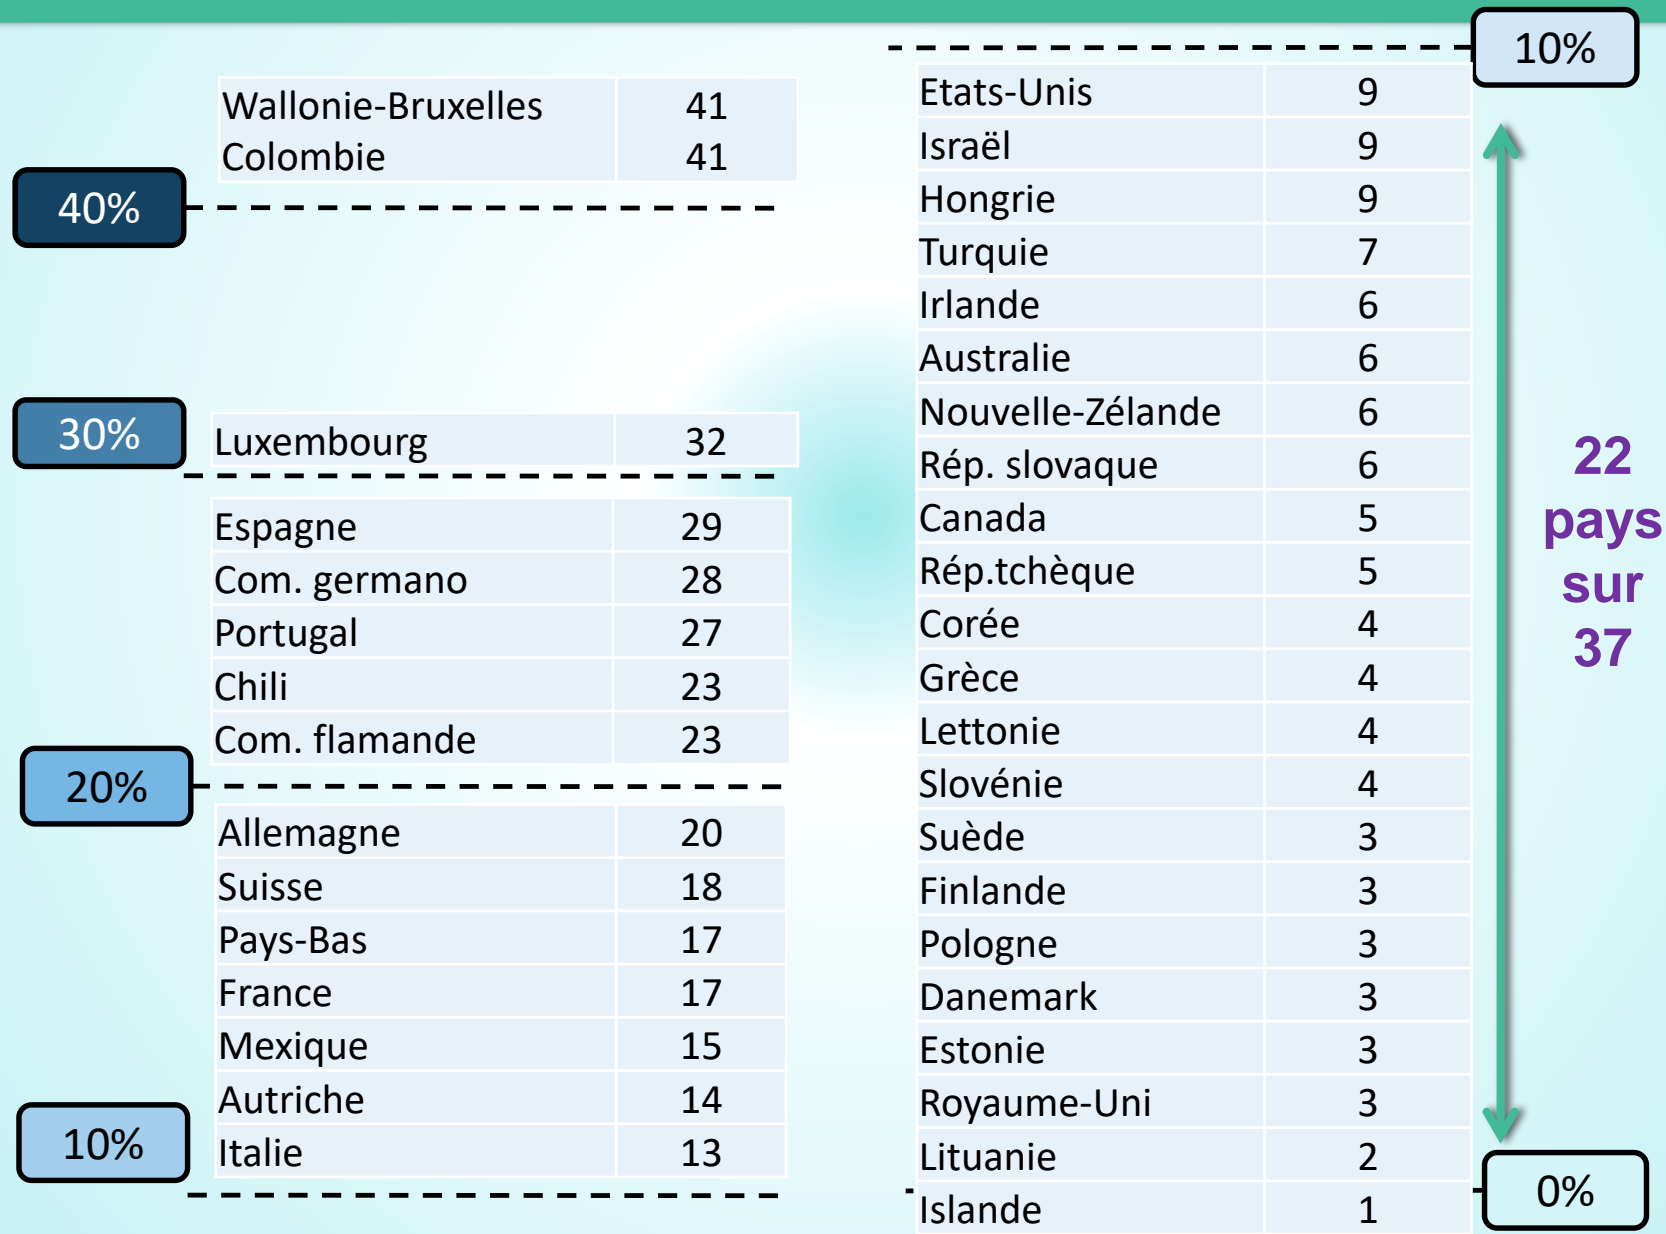 Wallonie-Bruxelles 41
Colombie 41
40%
30%
Luxembourg 32
Espagne 29
Com. germano 28
Portugal 27
Chili 23
Com. flamande 23
20%
Allemagne 20
Suisse 18
Pays-Bas 17
France 17
Mexique 15
Autriche 14
10%
Italie 13
10%
Etats-Unis 9
Israël 9
Hongrie 9
Turquie 7
Irlande 6
Australie 6
Nouvelle-Zélande 6
Rép. slovaque 6
Canada 5
Rép.tchèque 5
Corée 4
Grèce 4
Lettonie 4
Slovénie 4
Suède 3
Finlande 3
Pologne 3
Danemark 3
Estonie 3
Royaume-Uni 3
Lituanie 2
Islande 1
22
pays
sur
37
0%